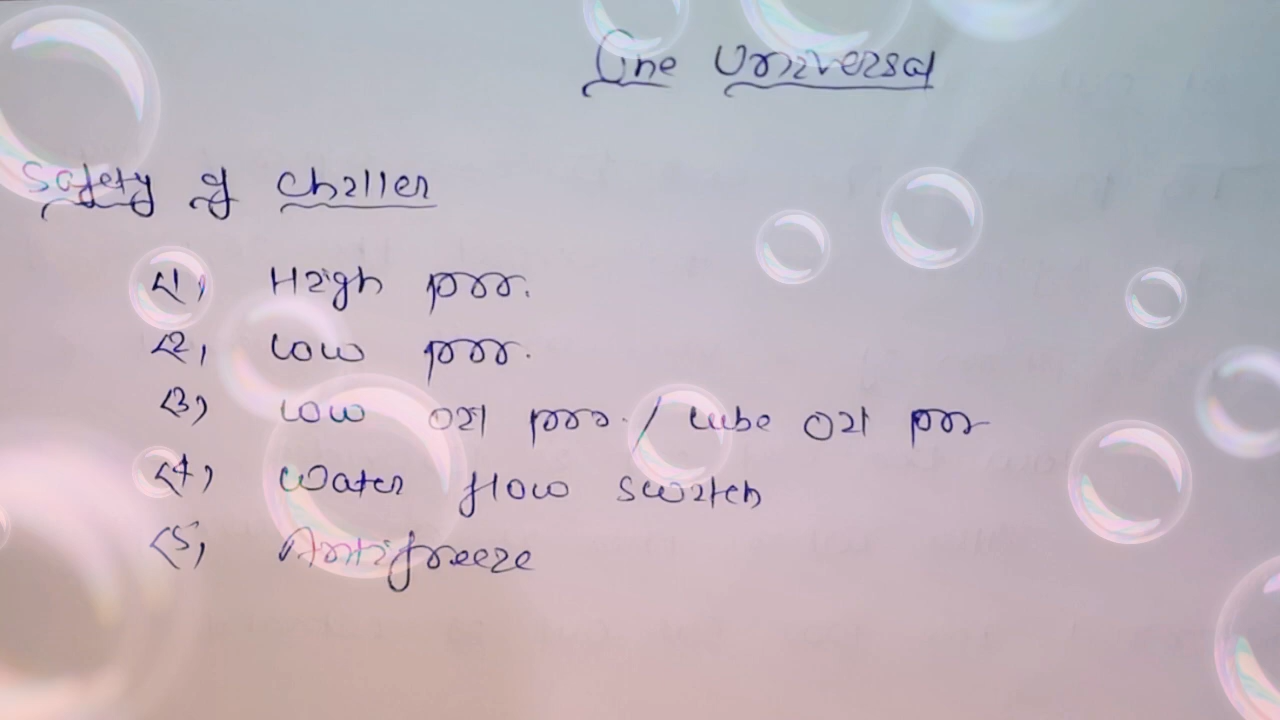 One Universal
Safety of chiller
(1) High prr.
(2) Low prr.
(3) Low oil prr. / Lube oil prr
(4) Water flow switch
(5) Antifreeze